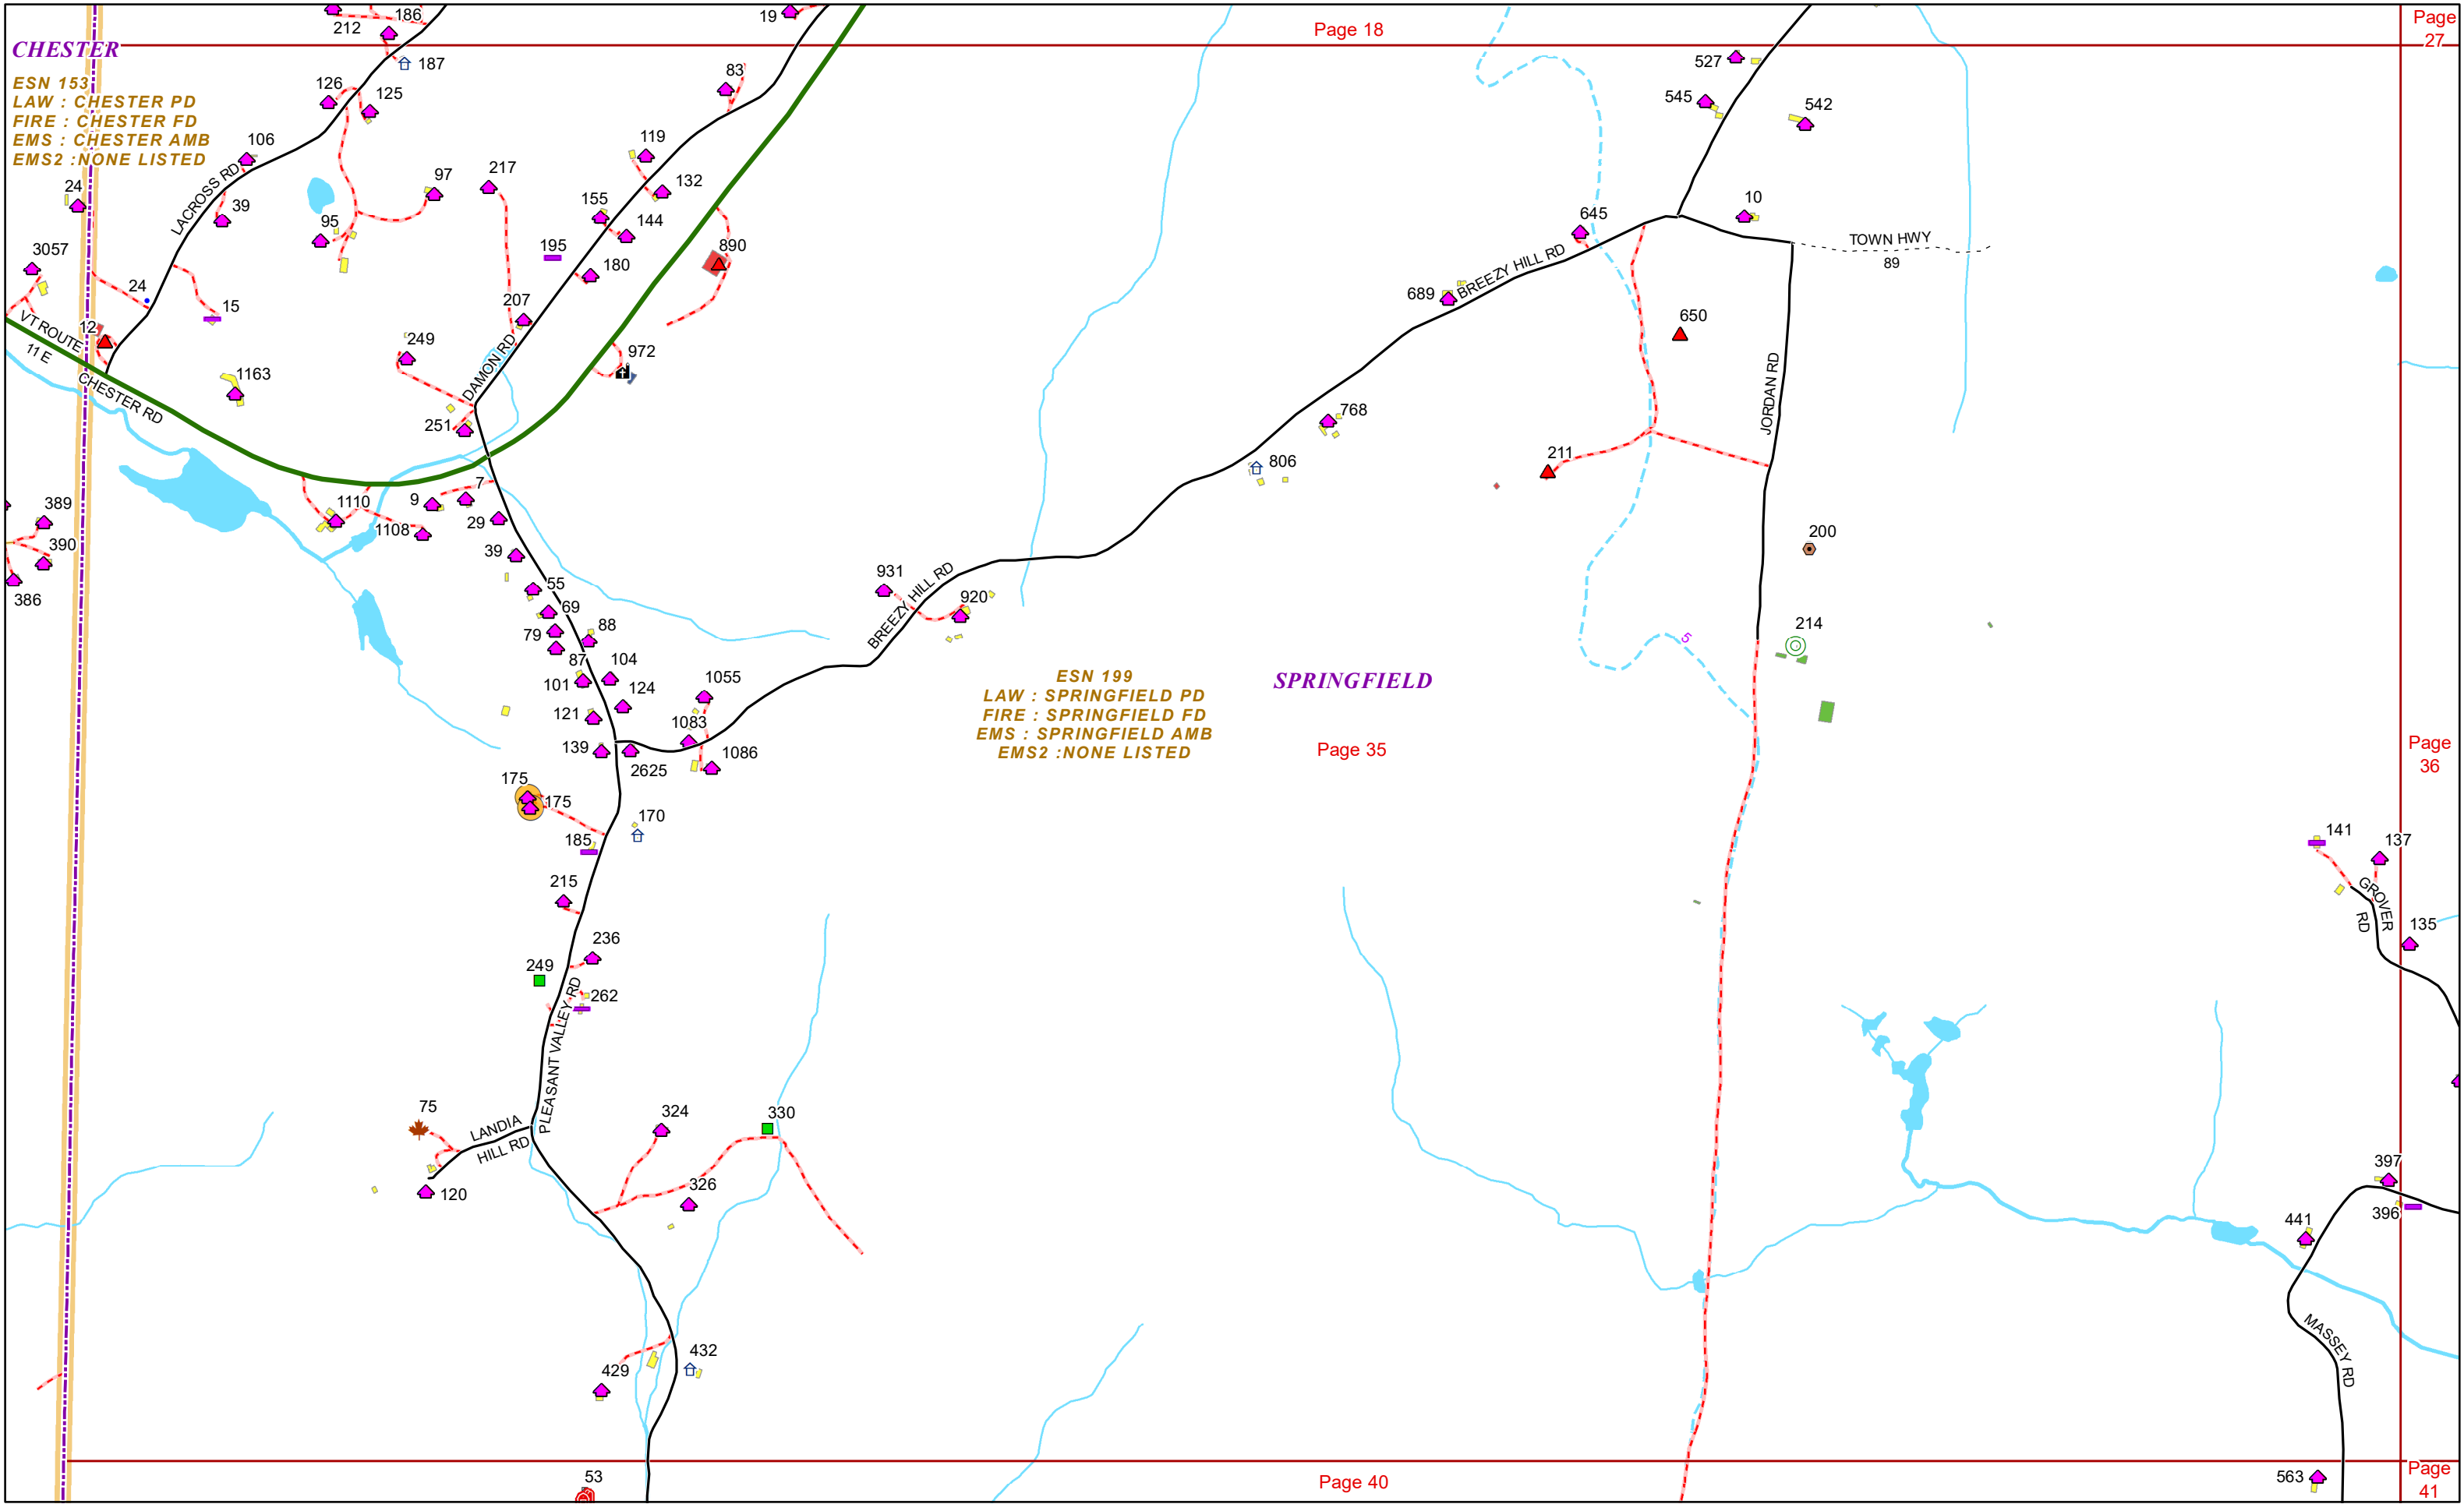 186
212
19
Page 18
Page
27
CHESTER
187
527
83
ESN 153
LAW : CHESTER PD
FIRE : CHESTER FD
EMS : CHESTER AMB
EMS2 :NONE LISTED
126
125
545
542
106
119
24
LACROSS RD
97
217
132
39
155
144
10
95
645
TOWN HWY
89
3057
195
890
180
BREEZY HILL RD
24
15
689
207
650
VT ROUTE
11 E
12
249
DAMON RD
972
JORDAN RD
1163
CHESTER RD
768
251
211
806
7
9
389
1110
29
1108
200
390
39
386
55
931
BREEZY HILL RD
920
69
79
88
214
5
87
104
101
124
1055
ESN 199
LAW : SPRINGFIELD PD
FIRE : SPRINGFIELD FD
EMS : SPRINGFIELD AMB
EMS2 :NONE LISTED
SPRINGFIELD
121
1083
139
2625
1086
Page 35
Page
36
175
175
170
185
141
137
215
GROVER
RD
135
236
249
262
PLEASANT VALLEY RD
75
LANDIA
HILL RD
324
330
120
326
397
396
441
MASSEY RD
432
429
53
Page 40
563
Page
41